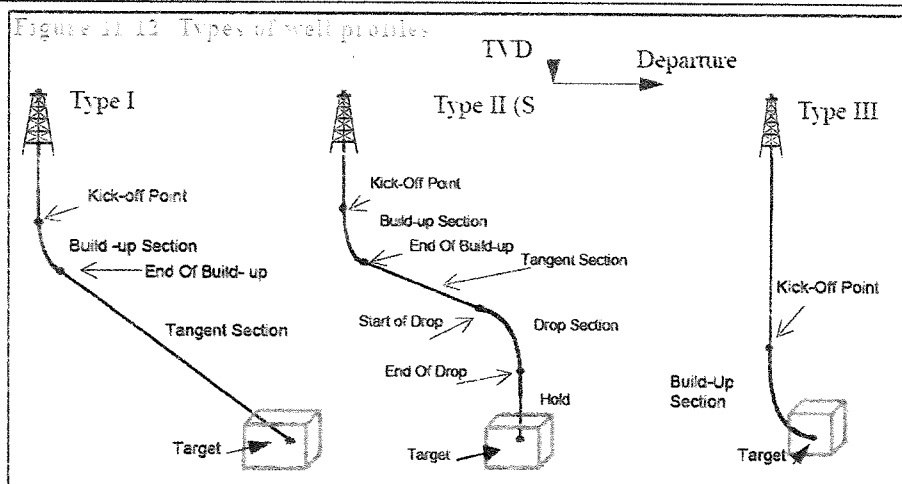 Figure 11 12 Types of well profiles
TVD
Departure
Type I
Kick-off Point
Build -up Section
End Of Build- up
Tangent Section
Target
Type II (S
Kick-Off Point
Build-up Section
End Of Build-up
Tangent Section
Start of Drop
Drop Section
End Of Drop
Hold
Target
Type III
Kick-Off Point
Build-Up
Section
Target